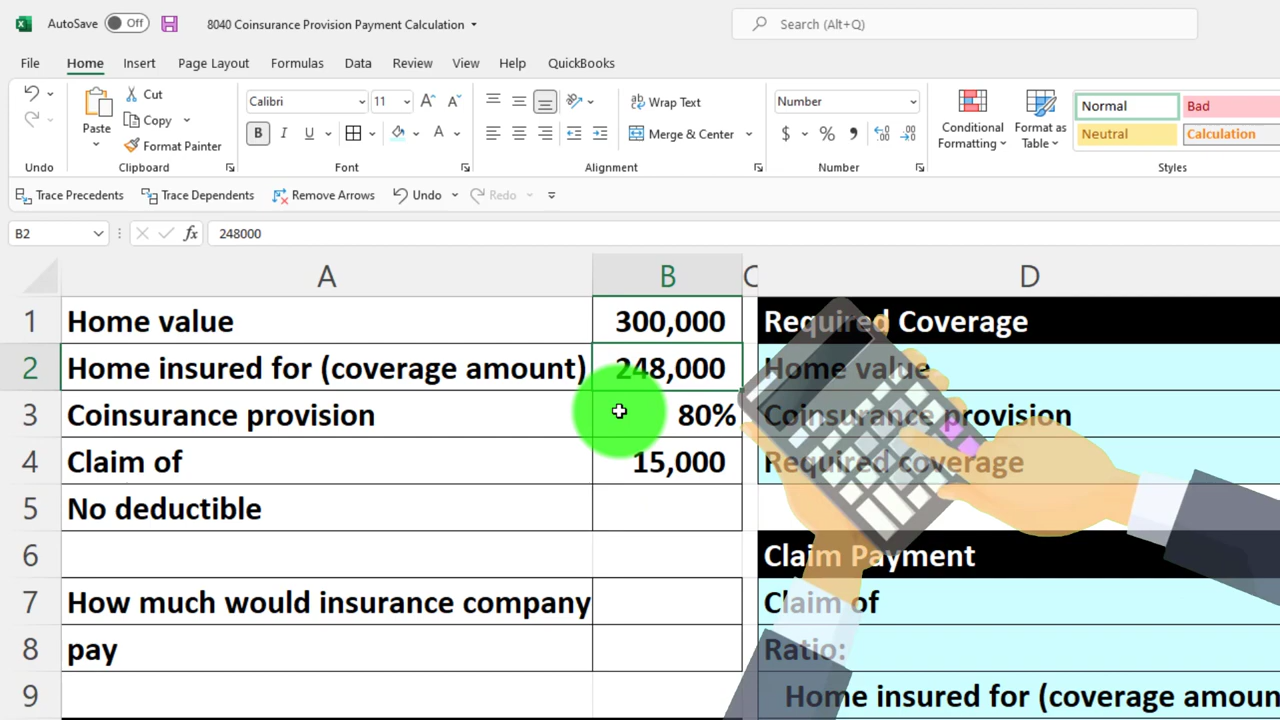 AutoSave Off 8040 Coinsurance Provision Payment Calculation Search (Alt+Q)
File Home Insert Page Layout Formulas Data Review View Help QuickBooks
Paste
Cut
Copy
Format Painter
Calibri 11
B I U A
Wrap Text
Merge & Center
Number
$ %
Conditional Formatting
Format as Table
Normal Bad
Neutral Calculation
Undo Clipboard Font Alignment Number Styles
Trace Precedents Trace Dependents Remove Arrows Undo Redo
B2 fx 248000
A B C D
1 Home value 300,000 Required Coverage
2 Home insured for (coverage amount) 248,000 Home value
3 Coinsurance provision 80% Coinsurance provision
4 Claim of 15,000 Required coverage
5 No deductible
6 Claim Payment
7 How much would insurance company Claim of
8 pay Ratio:
9 Home insured for (coverage amoun